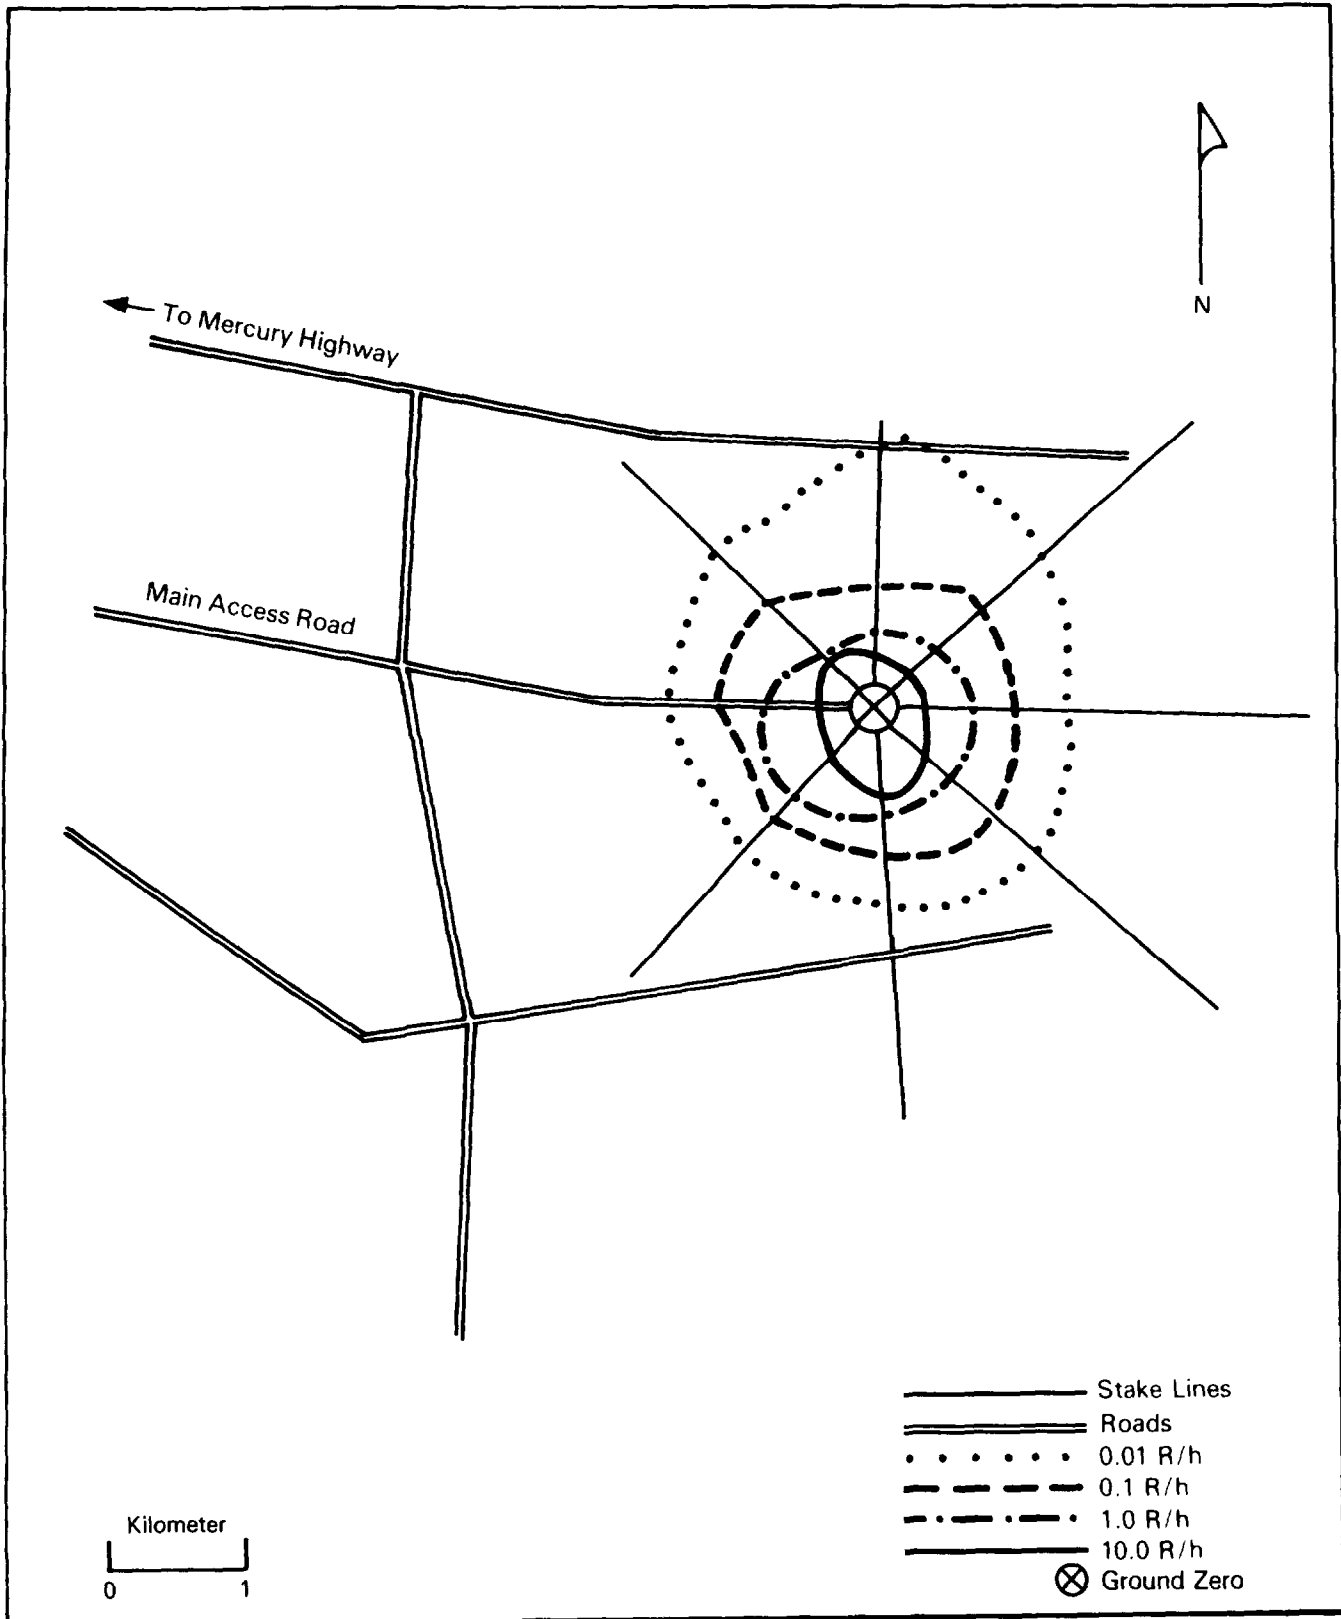 N
To Mercury Highway
Main Access Road
Stake Lines
Roads
0.01 R/h
0.1 R/h
1.0 R/h
10.0 R/h
Ground Zero
Kilometer
0 1